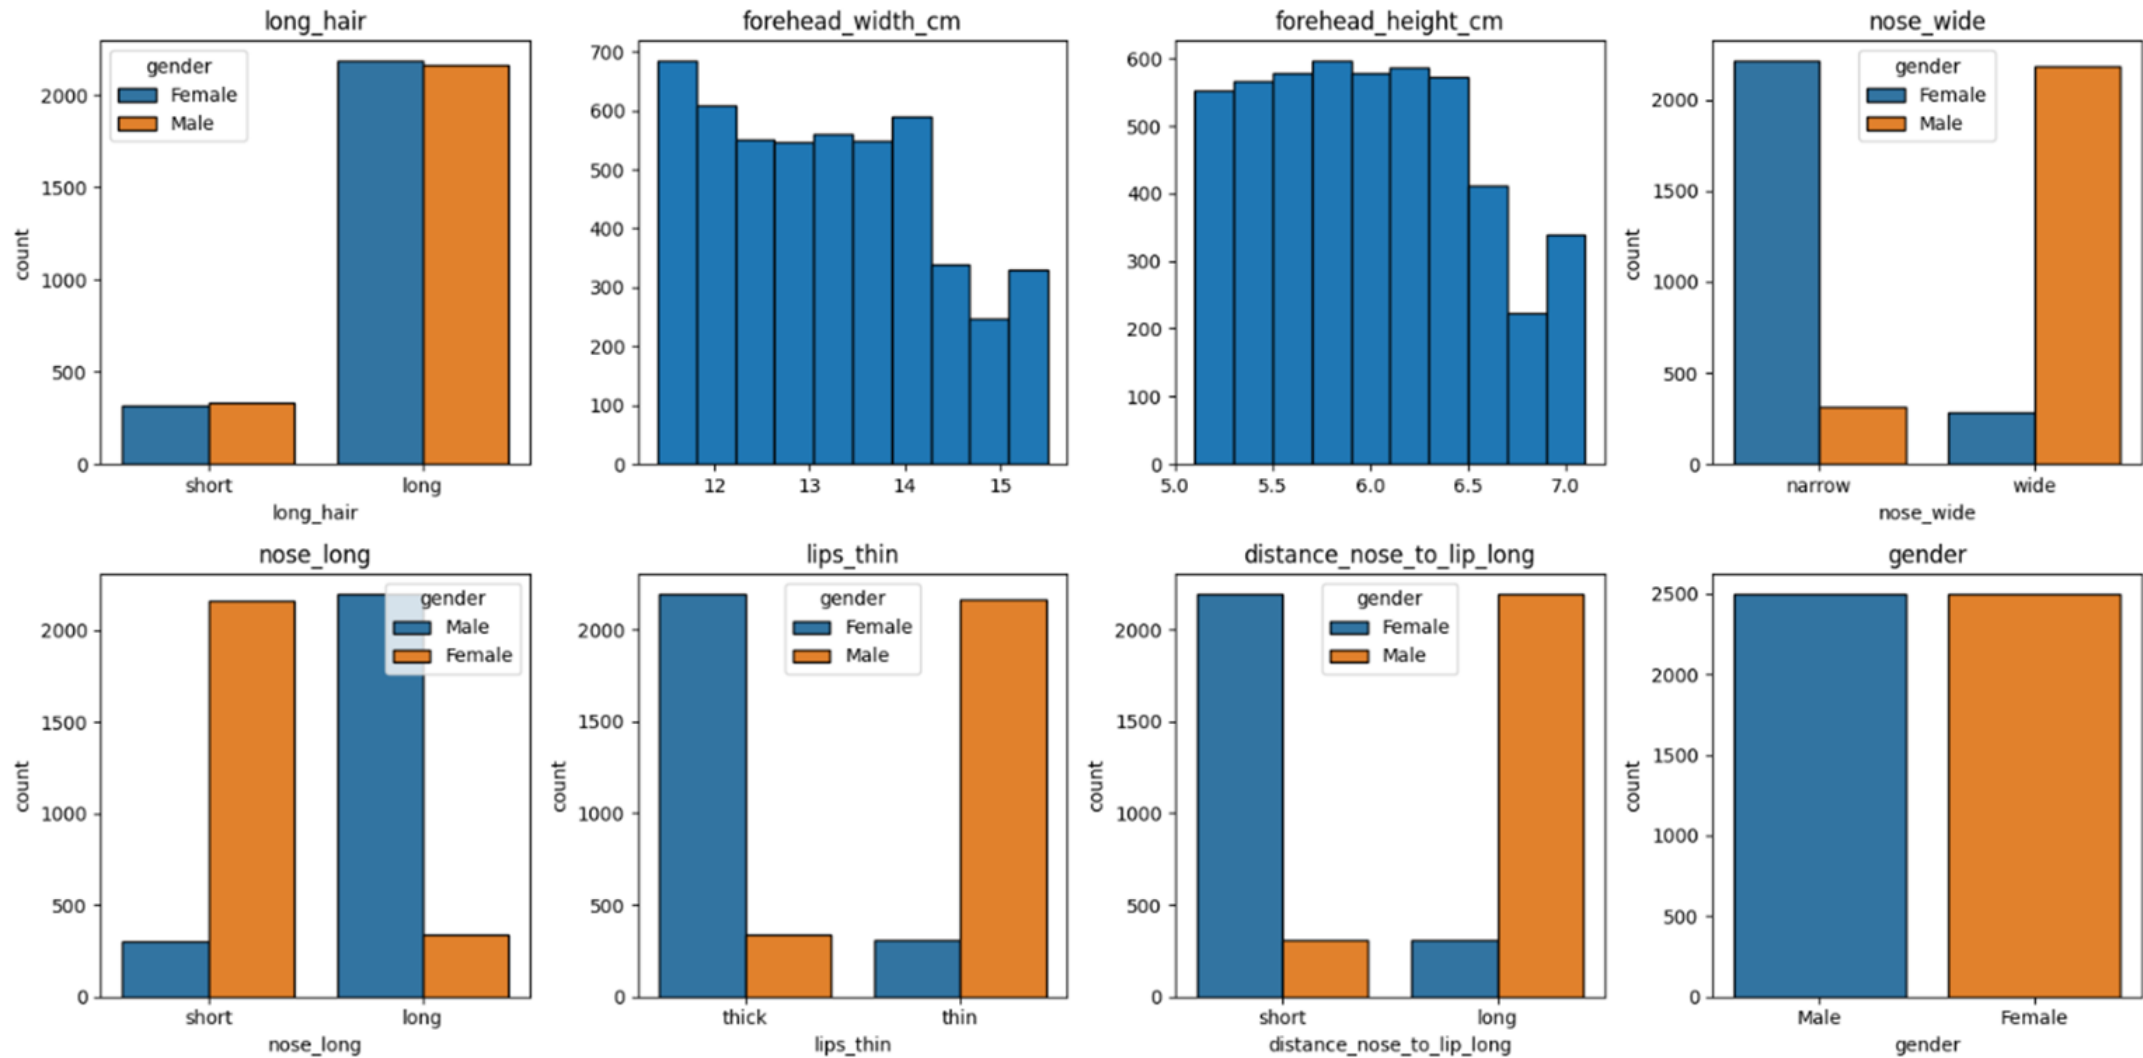 long_hair
gender
Female
Male
2000
1500
1000
500
0
count
short
long
long_hair
forehead_width_cm
700
600
500
400
300
200
100
0
12
13
14
15
forehead_height_cm
600
500
400
300
200
100
0
5.0
5.5
6.0
6.5
7.0
nose_wide
gender
Female
Male
2000
1500
1000
500
0
count
narrow
wide
nose_wide
nose_long
gender
Male
Female
2000
1500
1000
500
0
count
short
long
nose_long
lips_thin
gender
Female
Male
2000
1500
1000
500
0
count
thick
thin
lips_thin
distance_nose_to_lip_long
gender
Female
Male
2000
1500
1000
500
0
count
short
long
distance_nose_to_lip_long
gender
2500
2000
1500
1000
500
0
count
Male
Female
gender